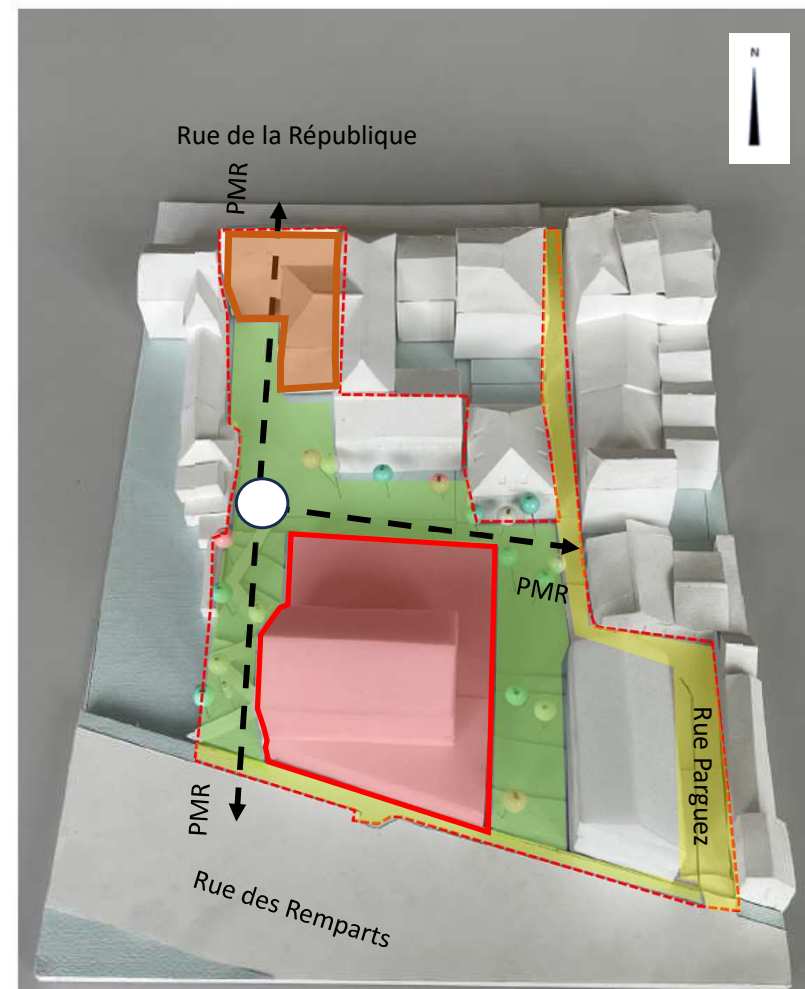 N
Rue de la République
PMR
PMR
Rue Parguez
PMR
Rue des Remparts